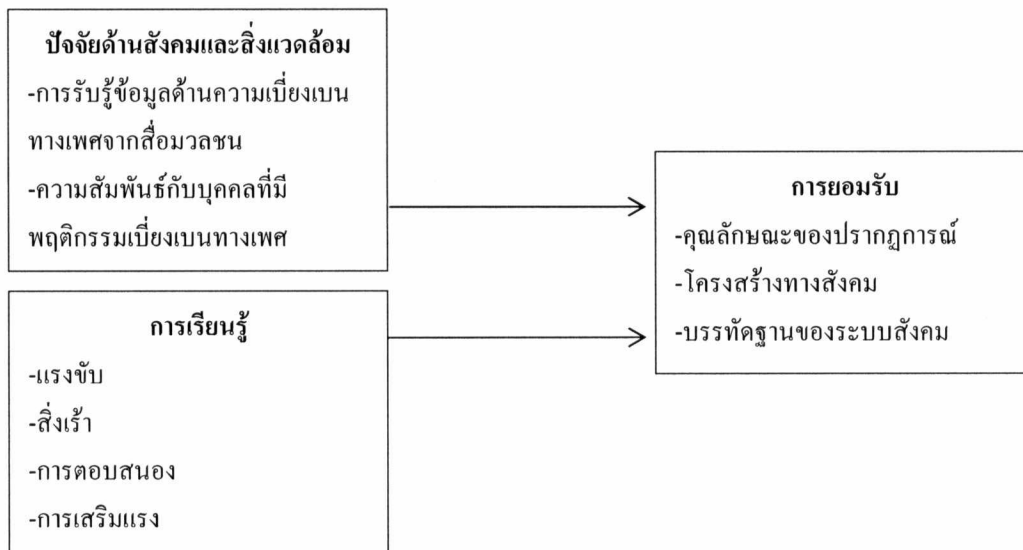 ปัจจัยด้านสังคมและสิ่งแวดล้อม
-การรับรู้ข้อมูลด้านความเบี่ยงเบน
ทางเพศจากสื่อมวลชน
-ความสัมพันธ์กับบุคคลที่มี
พฤติกรรมเบี่ยงเบนทางเพศ
การเรียนรู้
-แรงขับ
-สิ่งเร้า
-การตอบสนอง
-การเสริมแรง
การยอมรับ
-คุณลักษณะของปรากฏการณ์
-โครงสร้างทางสังคม
-บรรทัดฐานของระบบสังคม